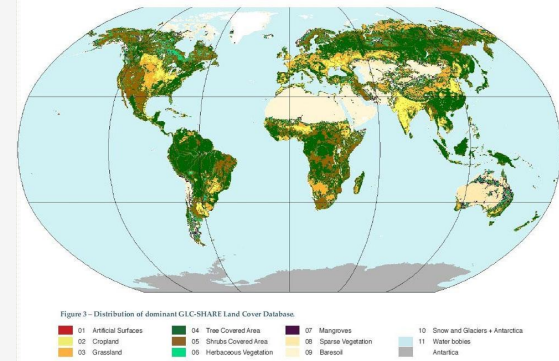 Figure 3 – Distribution of dominant GLC-SHARE Land Cover Database.
01 Artificial Surfaces
02 Cropland
03 Grassland
04 Tree Covered Area
05 Shrubs Covered Area
06 Herbaceous Vegetation
07 Mangroves
08 Sparse Vegetation
09 Baresoil
10 Snow and Glaciers + Antarctica
11 Water bodies
Antartica